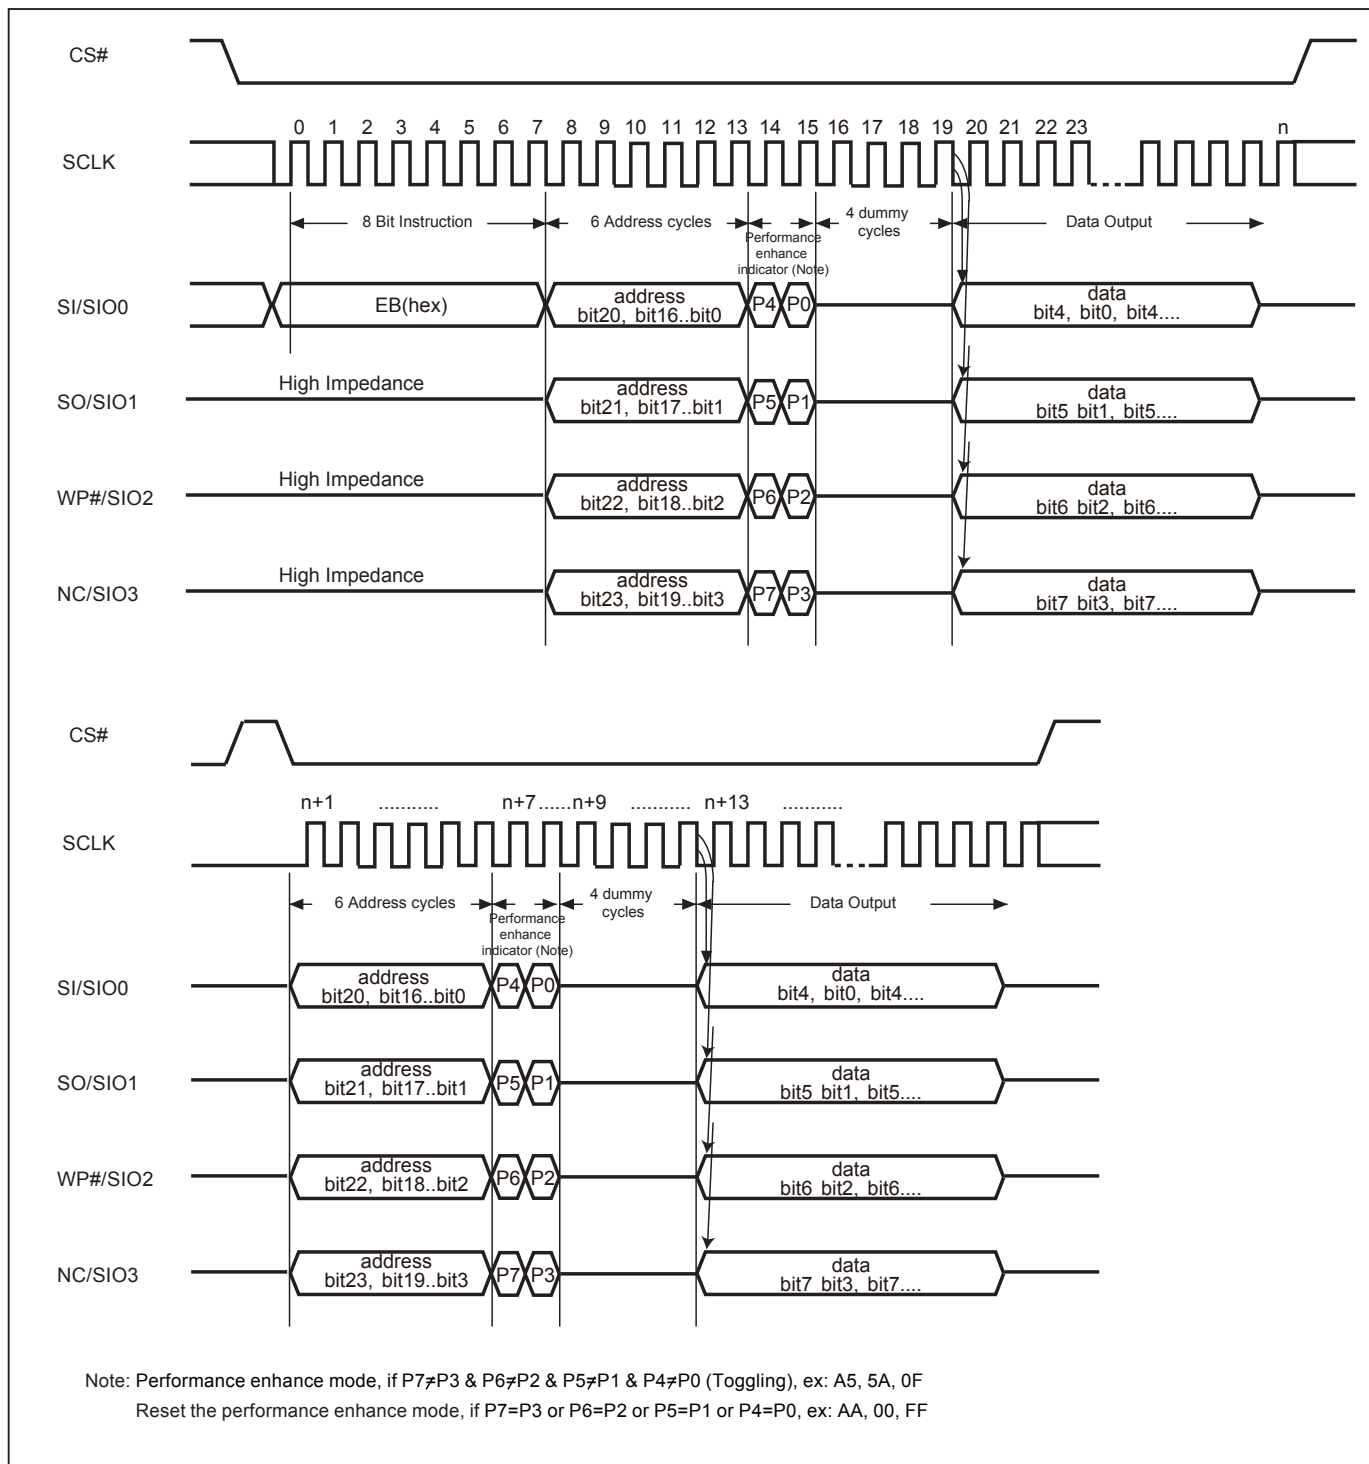 CS#
0 1 2 3 4 5 6 7 8 9 10 11 12 13 14 15 16 17 18 19 20 21 22 23 n
SCLK
8 Bit Instruction 6 Address cycles 4 dummy Data Output
cycles
Performance
enhance
indicator (Note)
SI/SIO0 EB(hex) address P4 P0 data
bit20, bit16..bit0 bit4, bit0, bit4....
High Impedance
SO/SIO1 address P5 P1 data
bit21, bit17..bit1 bit5 bit1, bit5....
High Impedance
WP#/SIO2 address P6 P2 data
bit22, bit18..bit2 bit6 bit2, bit6....
High Impedance
NC/SIO3 address P7 P3 data
bit23, bit19..bit3 bit7 bit3, bit7....
CS#
n+1 ........... n+7 ......n+9 ........... n+13 ...........
SCLK
6 Address cycles 4 dummy Data Output
cycles
Performance
enhance
indicator (Note)
SI/SIO0 address P4 P0 data
bit20, bit16..bit0 bit4, bit0, bit4....
SO/SIO1 address P5 P1 data
bit21, bit17..bit1 bit5 bit1, bit5....
WP#/SIO2 address P6 P2 data
bit22, bit18..bit2 bit6 bit2, bit6....
NC/SIO3 address P7 P3 data
bit23, bit19..bit3 bit7 bit3, bit7....
Note: Performance enhance mode, if P7≠P3 & P6≠P2 & P5≠P1 & P4≠P0 (Toggling), ex: A5, 5A, 0F
Reset the performance enhance mode, if P7=P3 or P6=P2 or P5=P1 or P4=P0, ex: AA, 00, FF